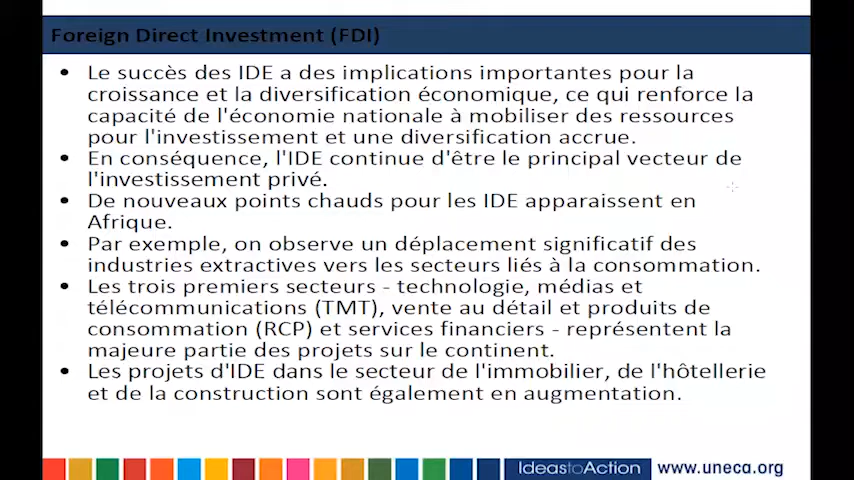 Foreign Direct Investment (FDI)
• Le succès des IDE a des implications importantes pour la
croissance et la diversification économique, ce qui renforce la
capacité de l'économie nationale à mobiliser des ressources
pour l'investissement et une diversification accrue.
• En conséquence, l'IDE continue d'être le principal vecteur de
l'investissement privé.
• De nouveaux points chauds pour les IDE apparaissent en
Afrique.
• Par exemple, on observe un déplacement significatif des
industries extractives vers les secteurs liés à la consommation.
• Les trois premiers secteurs - technologie, médias et
télécommunications (TMT), vente au détail et produits de
consommation (RCP) et services financiers - représentent la
majeure partie des projets sur le continent.
• Les projets d'IDE dans le secteur de l'immobilier, de l'hôtellerie
et de la construction sont également en augmentation.
IdeastoAction www.uneca.org